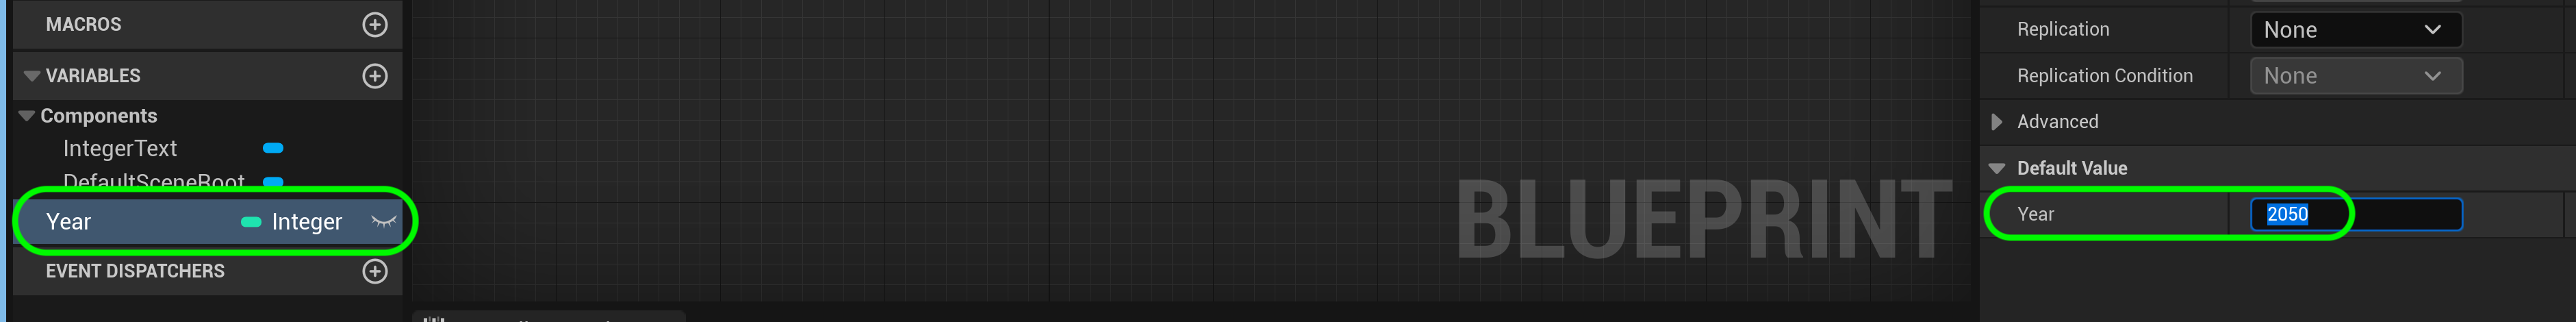 MACROS
VARIABLES
Components
IntegerText
DefaultSceneRoot
Year Integer
EVENT DISPATCHERS
BLUEPRINT
Replication None
Replication Condition None
Advanced
Default Value
Year 2050